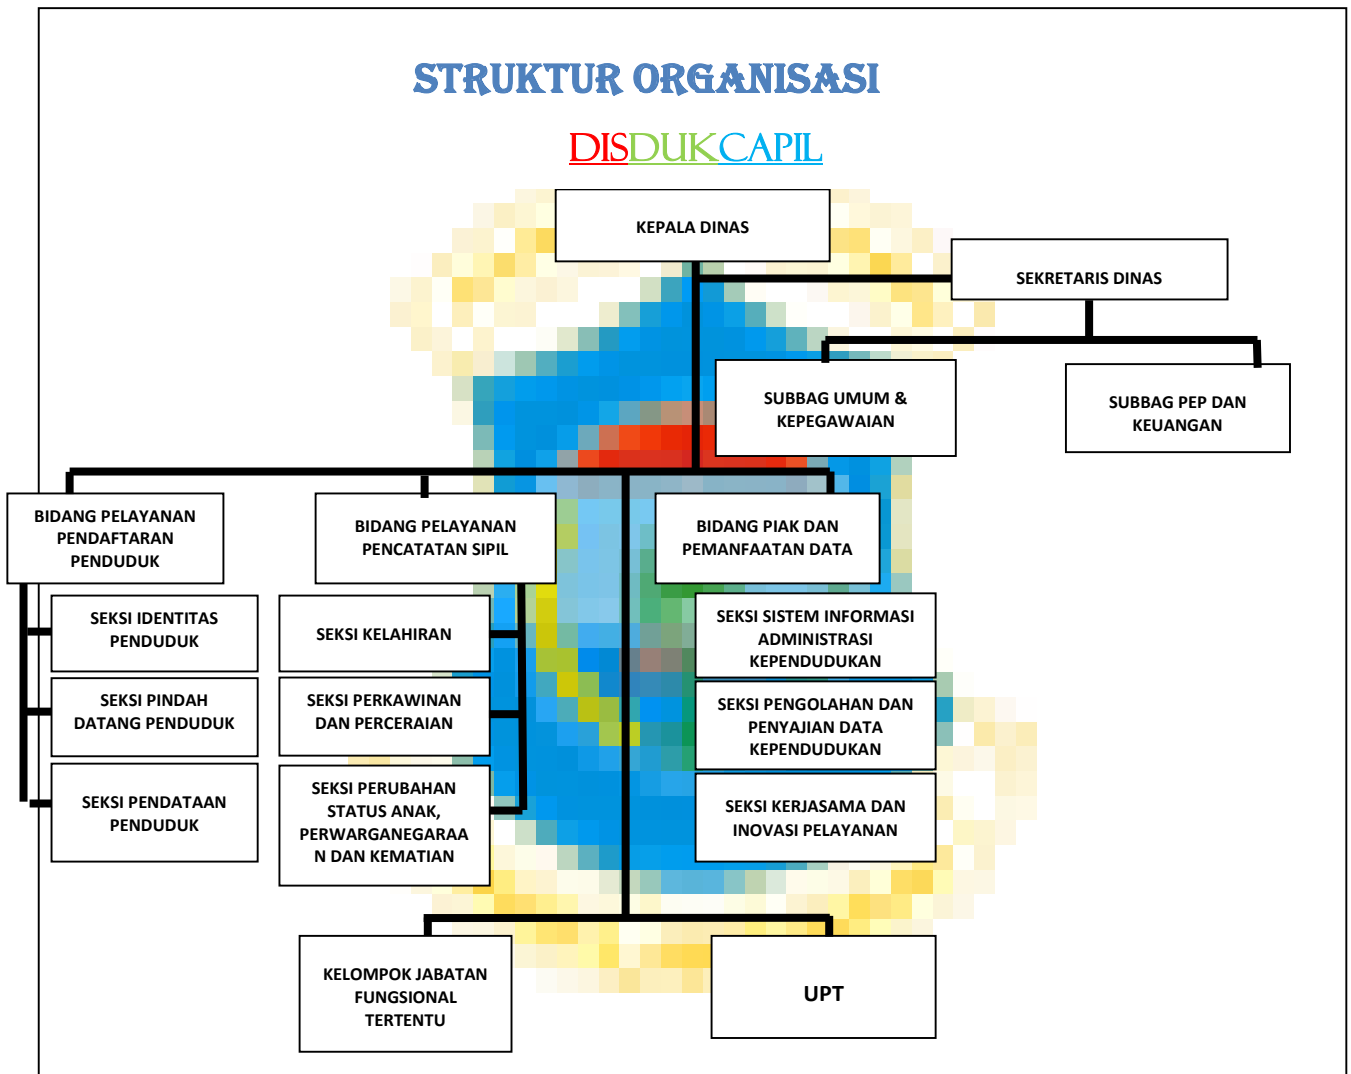 STRUKTUR ORGANISASI
DISDUKCAPIL
KEPALA DINAS
SEKRETARIS DINAS
SUBBAG UMUM &
KEPEGAWAIAN
SUBBAG PEP DAN
KEUANGAN
BIDANG PELAYANAN
PENDAFTARAN
PENDUDUK
BIDANG PELAYANAN
PENCATATAN SIPIL
BIDANG PIAK DAN
PEMANFAATAN DATA
SEKSI IDENTITAS
PENDUDUK
SEKSI PINDAH
DATANG PENDUDUK
SEKSI PENDATAAN
PENDUDUK
SEKSI KELAHIRAN
SEKSI PERKAWINAN
DAN PERCERAIAN
SEKSI PERUBAHAN
STATUS ANAK,
PERWARGANEGARAA
N DAN KEMATIAN
SEKSI SISTEM INFORMASI
ADMINISTRASI
KEPENDUDUKAN
SEKSI PENGOLAHAN DAN
PENYAJIAN DATA
KEPENDUDUKAN
SEKSI KERJASAMA DAN
INOVASI PELAYANAN
KELOMPOK JABATAN
FUNGSIONAL
TERTENTU
UPT